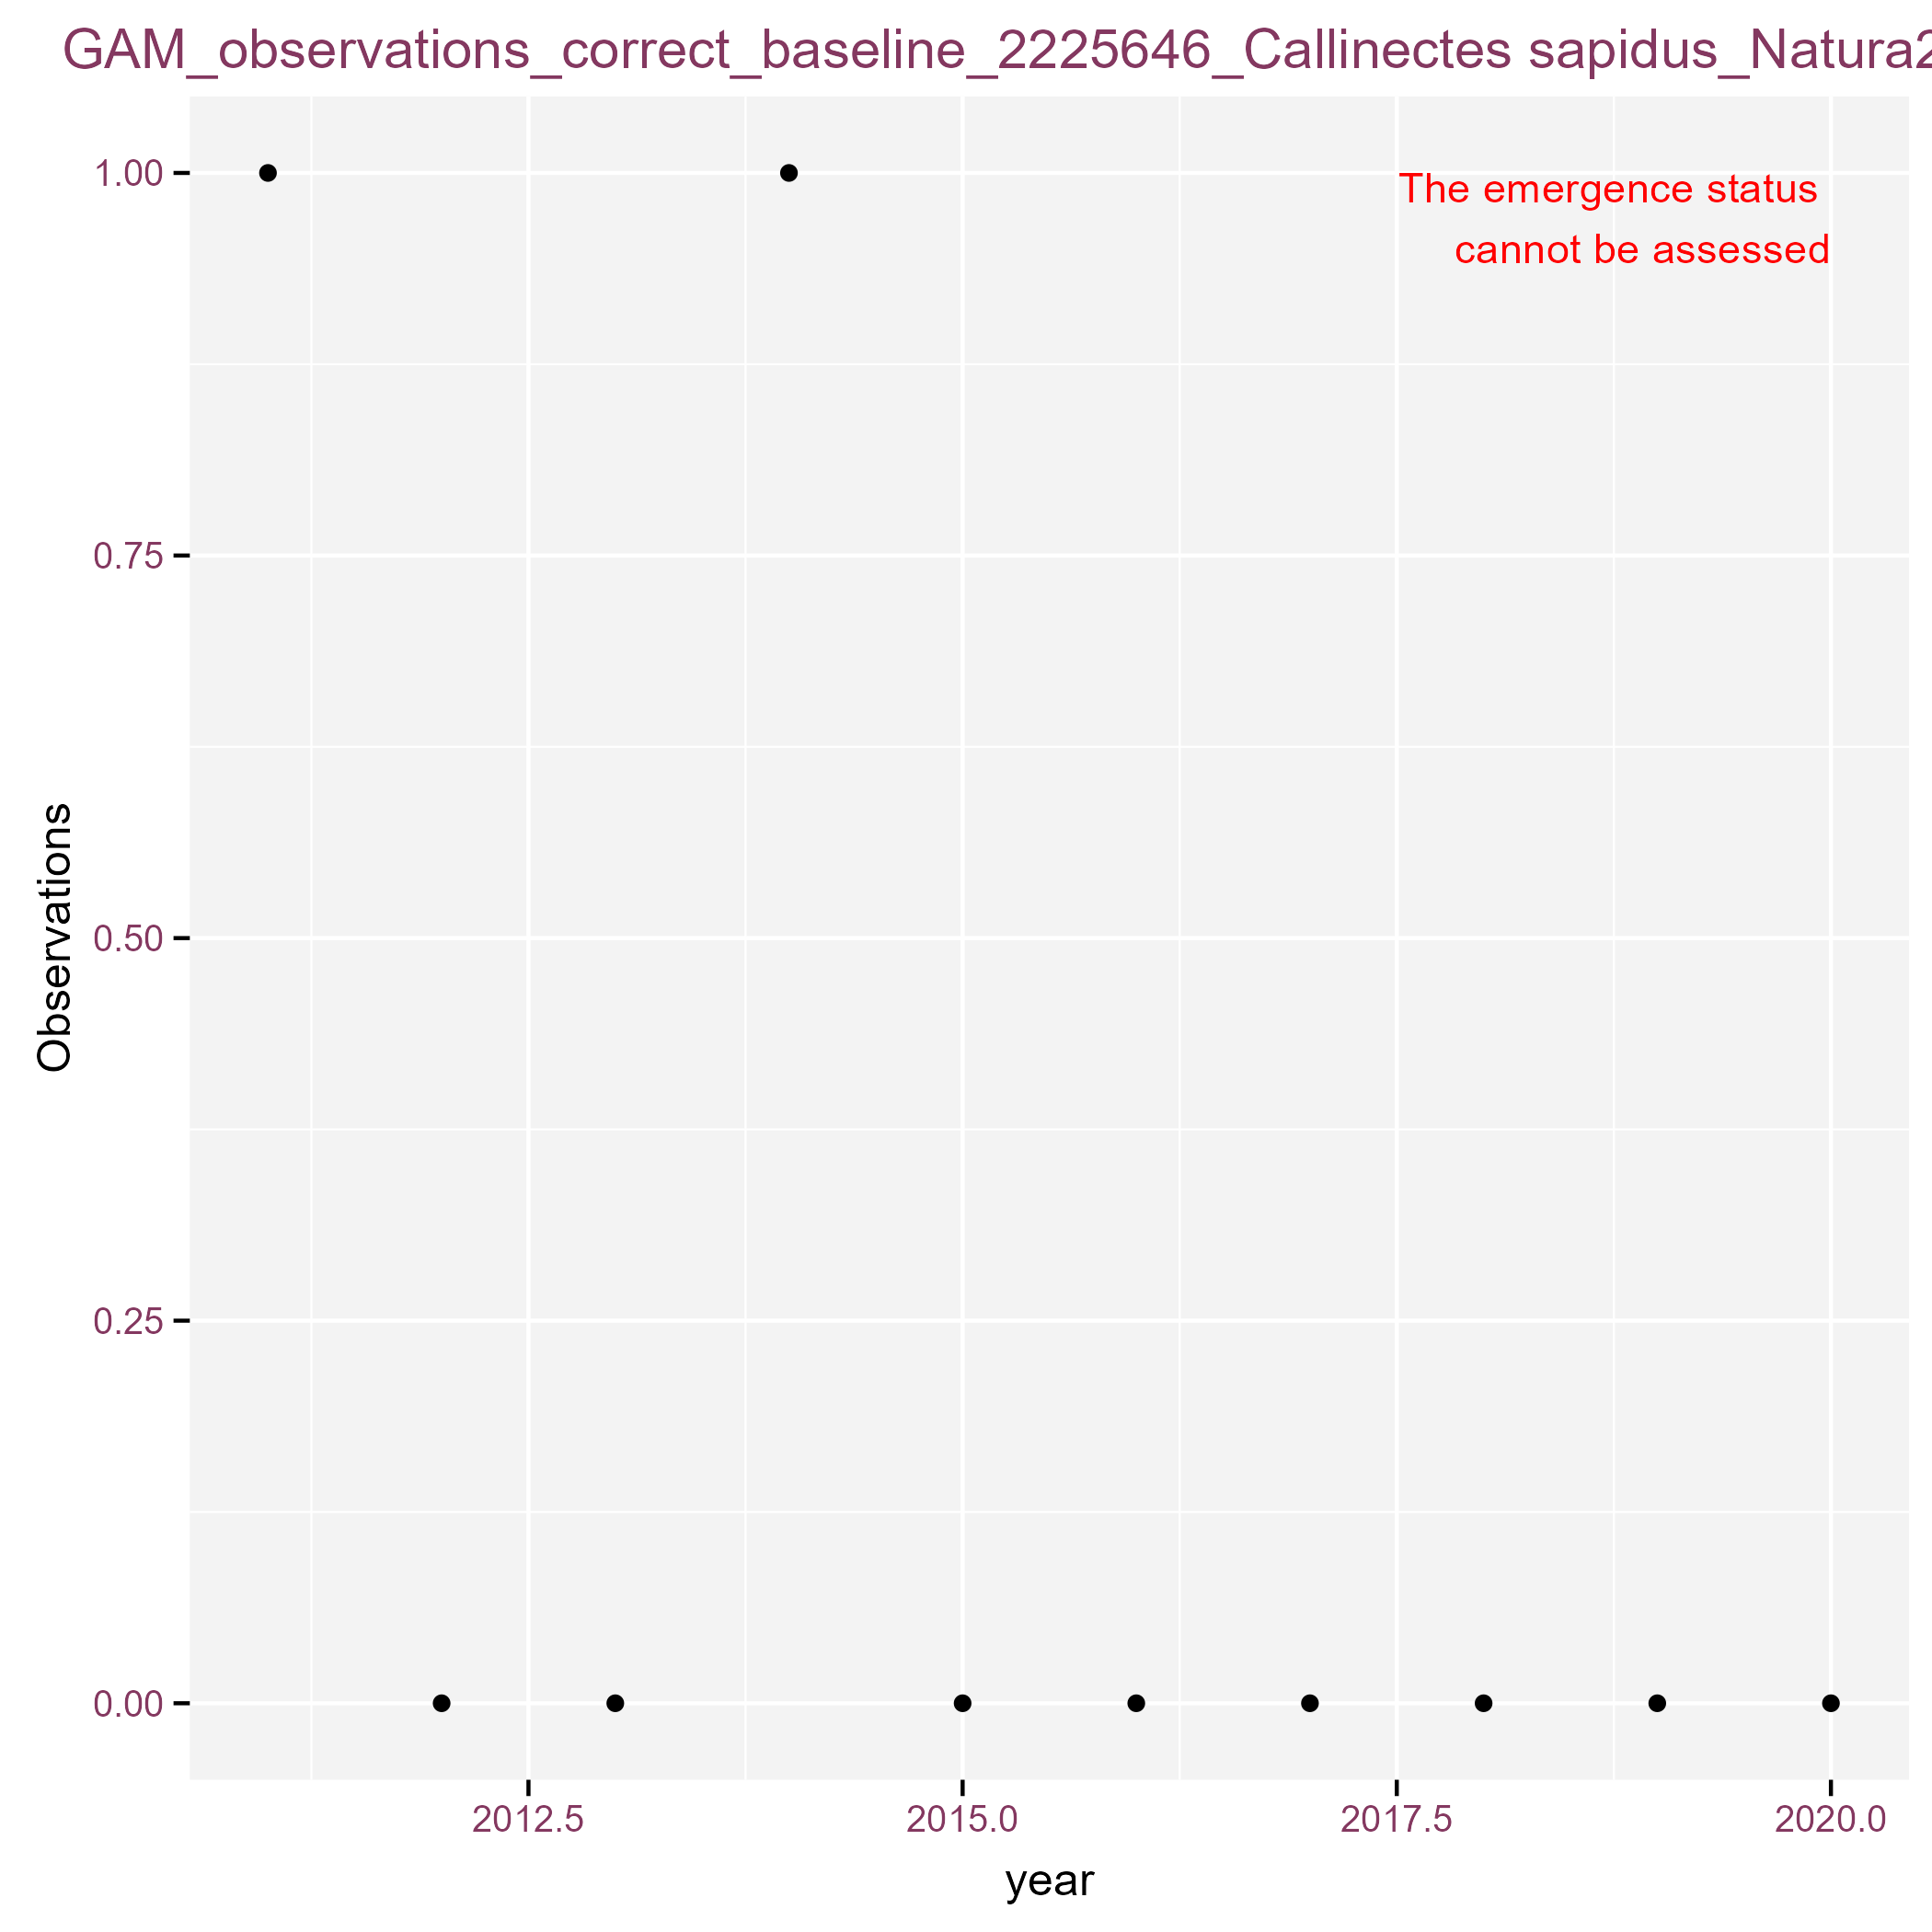 GAM_observations_correct_baseline_2225646_Callinectes sapidus_Natura2
1.00
The emergence status
cannot be assessed
0.75
Observations
0.50
0.25
0.00
2012.5 2015.0 2017.5 2020.0
year